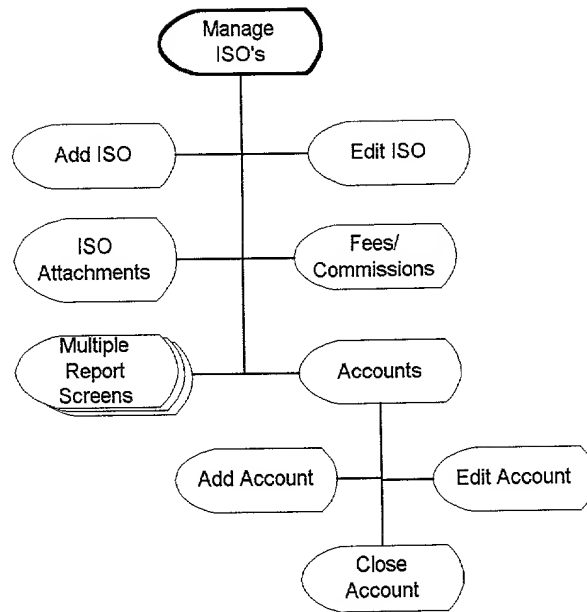 Manage
ISO's
Add ISO
Edit ISO
ISO
Attachments
Fees/
Commissions
Multiple
Report
Screens
Accounts
Add Account
Edit Account
Close
Account